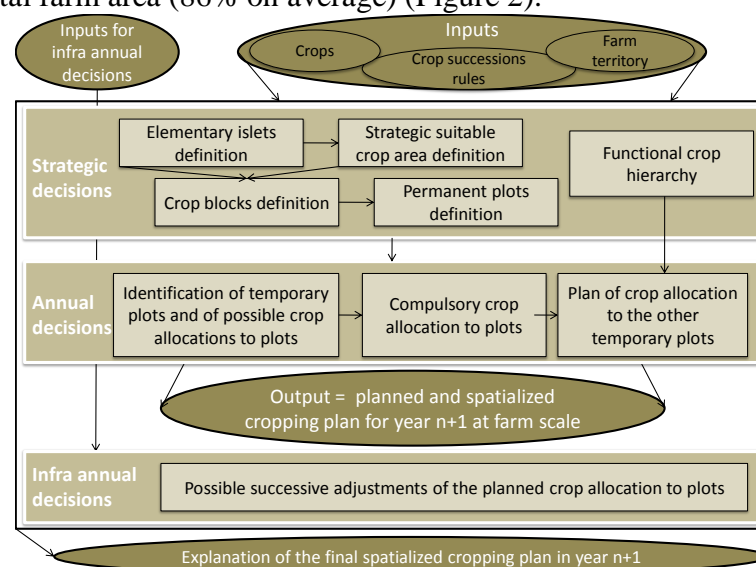 tal farm area (86% on average) (Figure 2).
Inputs for
infra annual
decisions
Inputs
Crops
Crop successions
rules
Farm
territory
Strategic
decisions
Elementary islets
definition
Strategic suitable
crop area definition
Functional crop
hierarchy
Crop blocks definition
Permanent plots
definition
Annual
decisions
Identification of temporary
plots and of possible crop
allocations to plots
Compulsory crop
allocation to plots
Plan of crop allocation
to the other
temporary plots
Output = planned and spatialized
cropping plan for year n+1 at farm scale
Infra annual
decisions
Possible successive adjustments of the planned crop allocation to plots
Explanation of the final spatialized cropping plan in year n+1